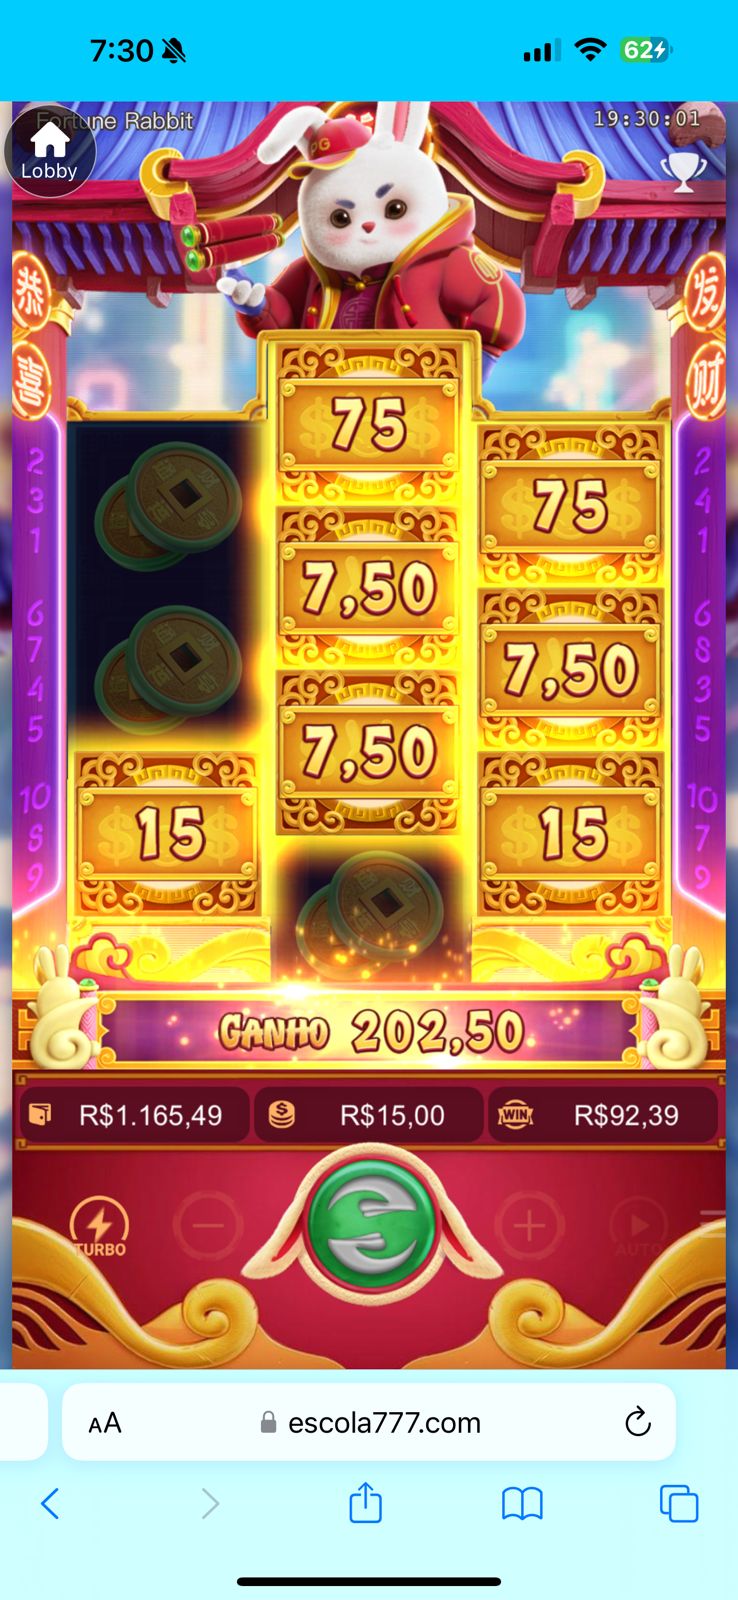 7:30
62
Fortune Rabbit
19:30:01
Lobby
PG
恭
喜
发
财
75
75
7,50
7,50
7,50
15
15
2
3
1
6
7
4
5
10
8
9
2
4
1
6
8
3
5
10
7
9
GANHO 202,50
R$1.165,49
R$15,00
WIN
R$92,39
TURBO
AUTO
AA
escola777.com